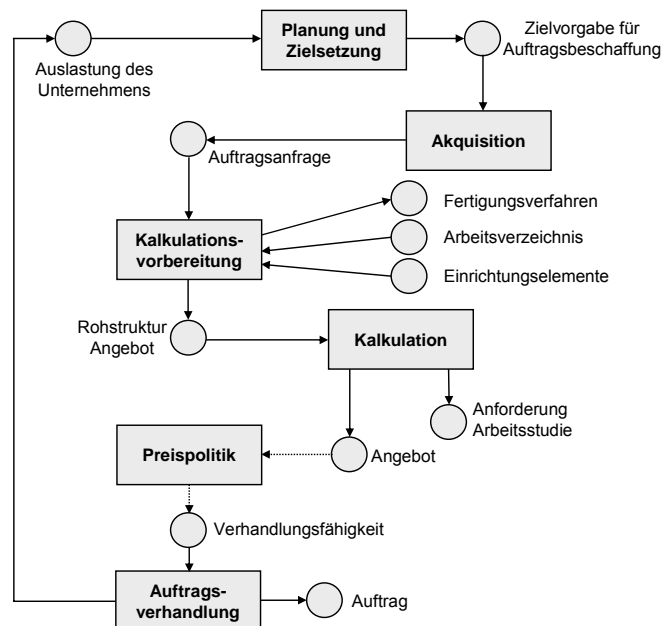 Planung und
Zielsetzung
Zielvorgabe für
Auftragsbeschaffung
Auslastung des
Unternehmens
Akquisition
Auftragsanfrage
Fertigungsverfahren
Kalkulations-
vorbereitung
Arbeitsverzeichnis
Einrichtungselemente
Rohstruktur
Angebot
Kalkulation
Anforderung
Arbeitsstudie
Preispolitik
Angebot
Verhandlungsfähigkeit
Auftrags-
verhandlung
Auftrag